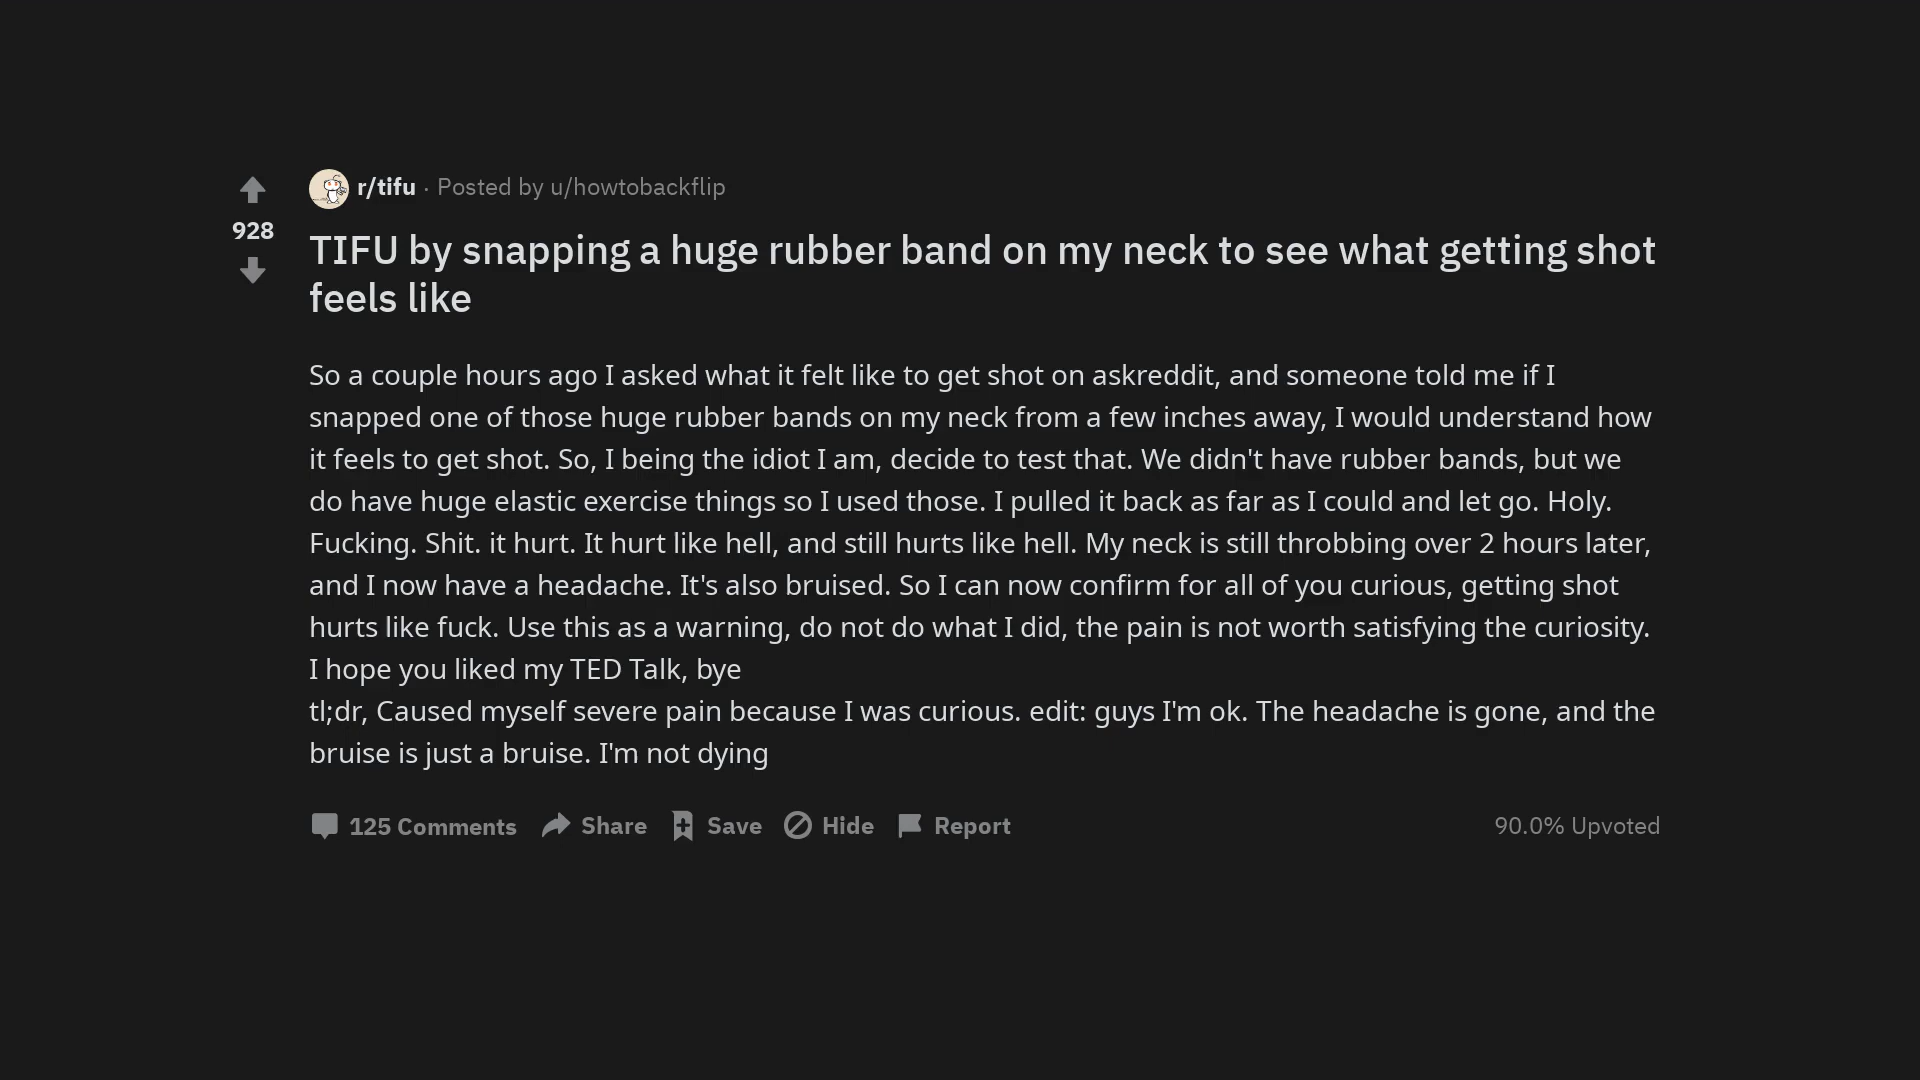 r/tifu · Posted by u/howtobackflip
928
TIFU by snapping a huge rubber band on my neck to see what getting shot
feels like
So a couple hours ago I asked what it felt like to get shot on askreddit, and someone told me if I
snapped one of those huge rubber bands on my neck from a few inches away, I would understand how
it feels to get shot. So, I being the idiot I am, decide to test that. We didn't have rubber bands, but we
do have huge elastic exercise things so I used those. I pulled it back as far as I could and let go. Holy.
Fucking. Shit. it hurt. It hurt like hell, and still hurts like hell. My neck is still throbbing over 2 hours later,
and I now have a headache. It's also bruised. So I can now confirm for all of you curious, getting shot
hurts like fuck. Use this as a warning, do not do what I did, the pain is not worth satisfying the curiosity.
I hope you liked my TED Talk, bye
tl;dr, Caused myself severe pain because I was curious. edit: guys I'm ok. The headache is gone, and the
bruise is just a bruise. I'm not dying
125 Comments Share Save Hide Report 90.0% Upvoted